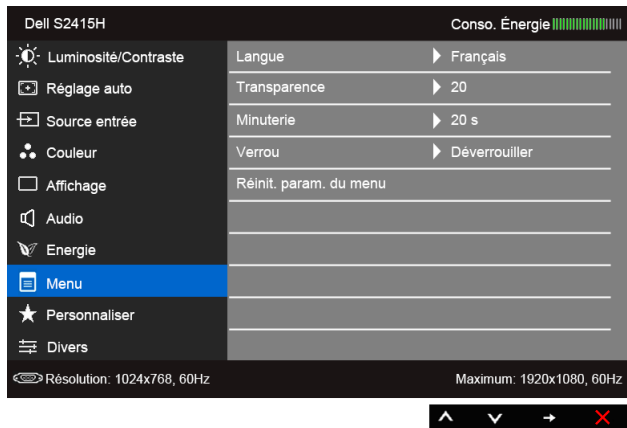 Dell S2415H Conso. Énergie
Luminosité/Contraste Langue Français
Réglage auto Transparence 20
Source entrée Minuterie 20 s
Couleur Verrou Déverrouiller
Affichage Réinit. param. du menu
Audio
Energie
Menu
Personnaliser
Divers
Résolution: 1024x768, 60Hz Maximum: 1920x1080, 60Hz